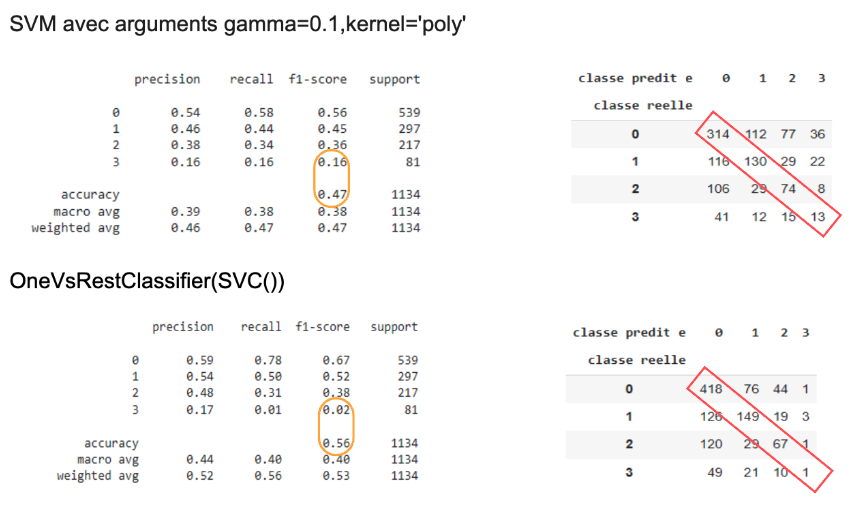 SVM avec arguments gamma=0.1,kernel='poly'
precision recall f1-score support
0 0.54 0.58 0.56 539
1 0.46 0.44 0.45 297
2 0.38 0.34 0.36 217
3 0.16 0.16 0.16 81
accuracy 0.47 1134
macro avg 0.39 0.38 0.38 1134
weighted avg 0.46 0.47 0.47 1134
classe predit e 0 1 2 3
classe reelle
0 314 112 77 36
1 116 130 29 22
2 106 29 74 8
3 41 12 15 13
OneVsRestClassifier(SVC())
precision recall f1-score support
0 0.59 0.78 0.67 539
1 0.54 0.50 0.52 297
2 0.48 0.31 0.38 217
3 0.17 0.01 0.02 81
accuracy 0.56 1134
macro avg 0.44 0.40 0.40 1134
weighted avg 0.52 0.56 0.53 1134
classe predit e 0 1 2 3
classe reelle
0 418 76 44 1
1 126 149 19 3
2 120 29 67 1
3 49 21 10 1